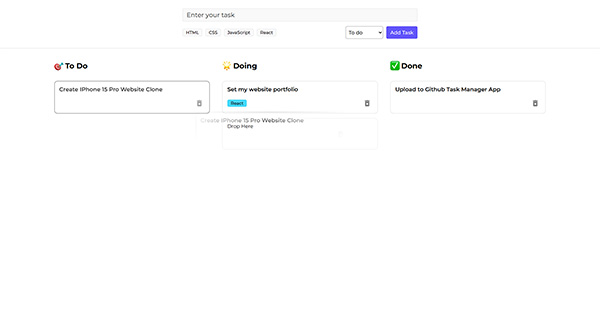 Enter your task
HTML CSS JavaScript React To do Add Task
To Do
Create IPhone 15 Pro Website Clone
Doing
Set my website portfolio
React
Create IPhone 15 Pro Website Clone
Drop Here
Done
Upload to Github Task Manager App